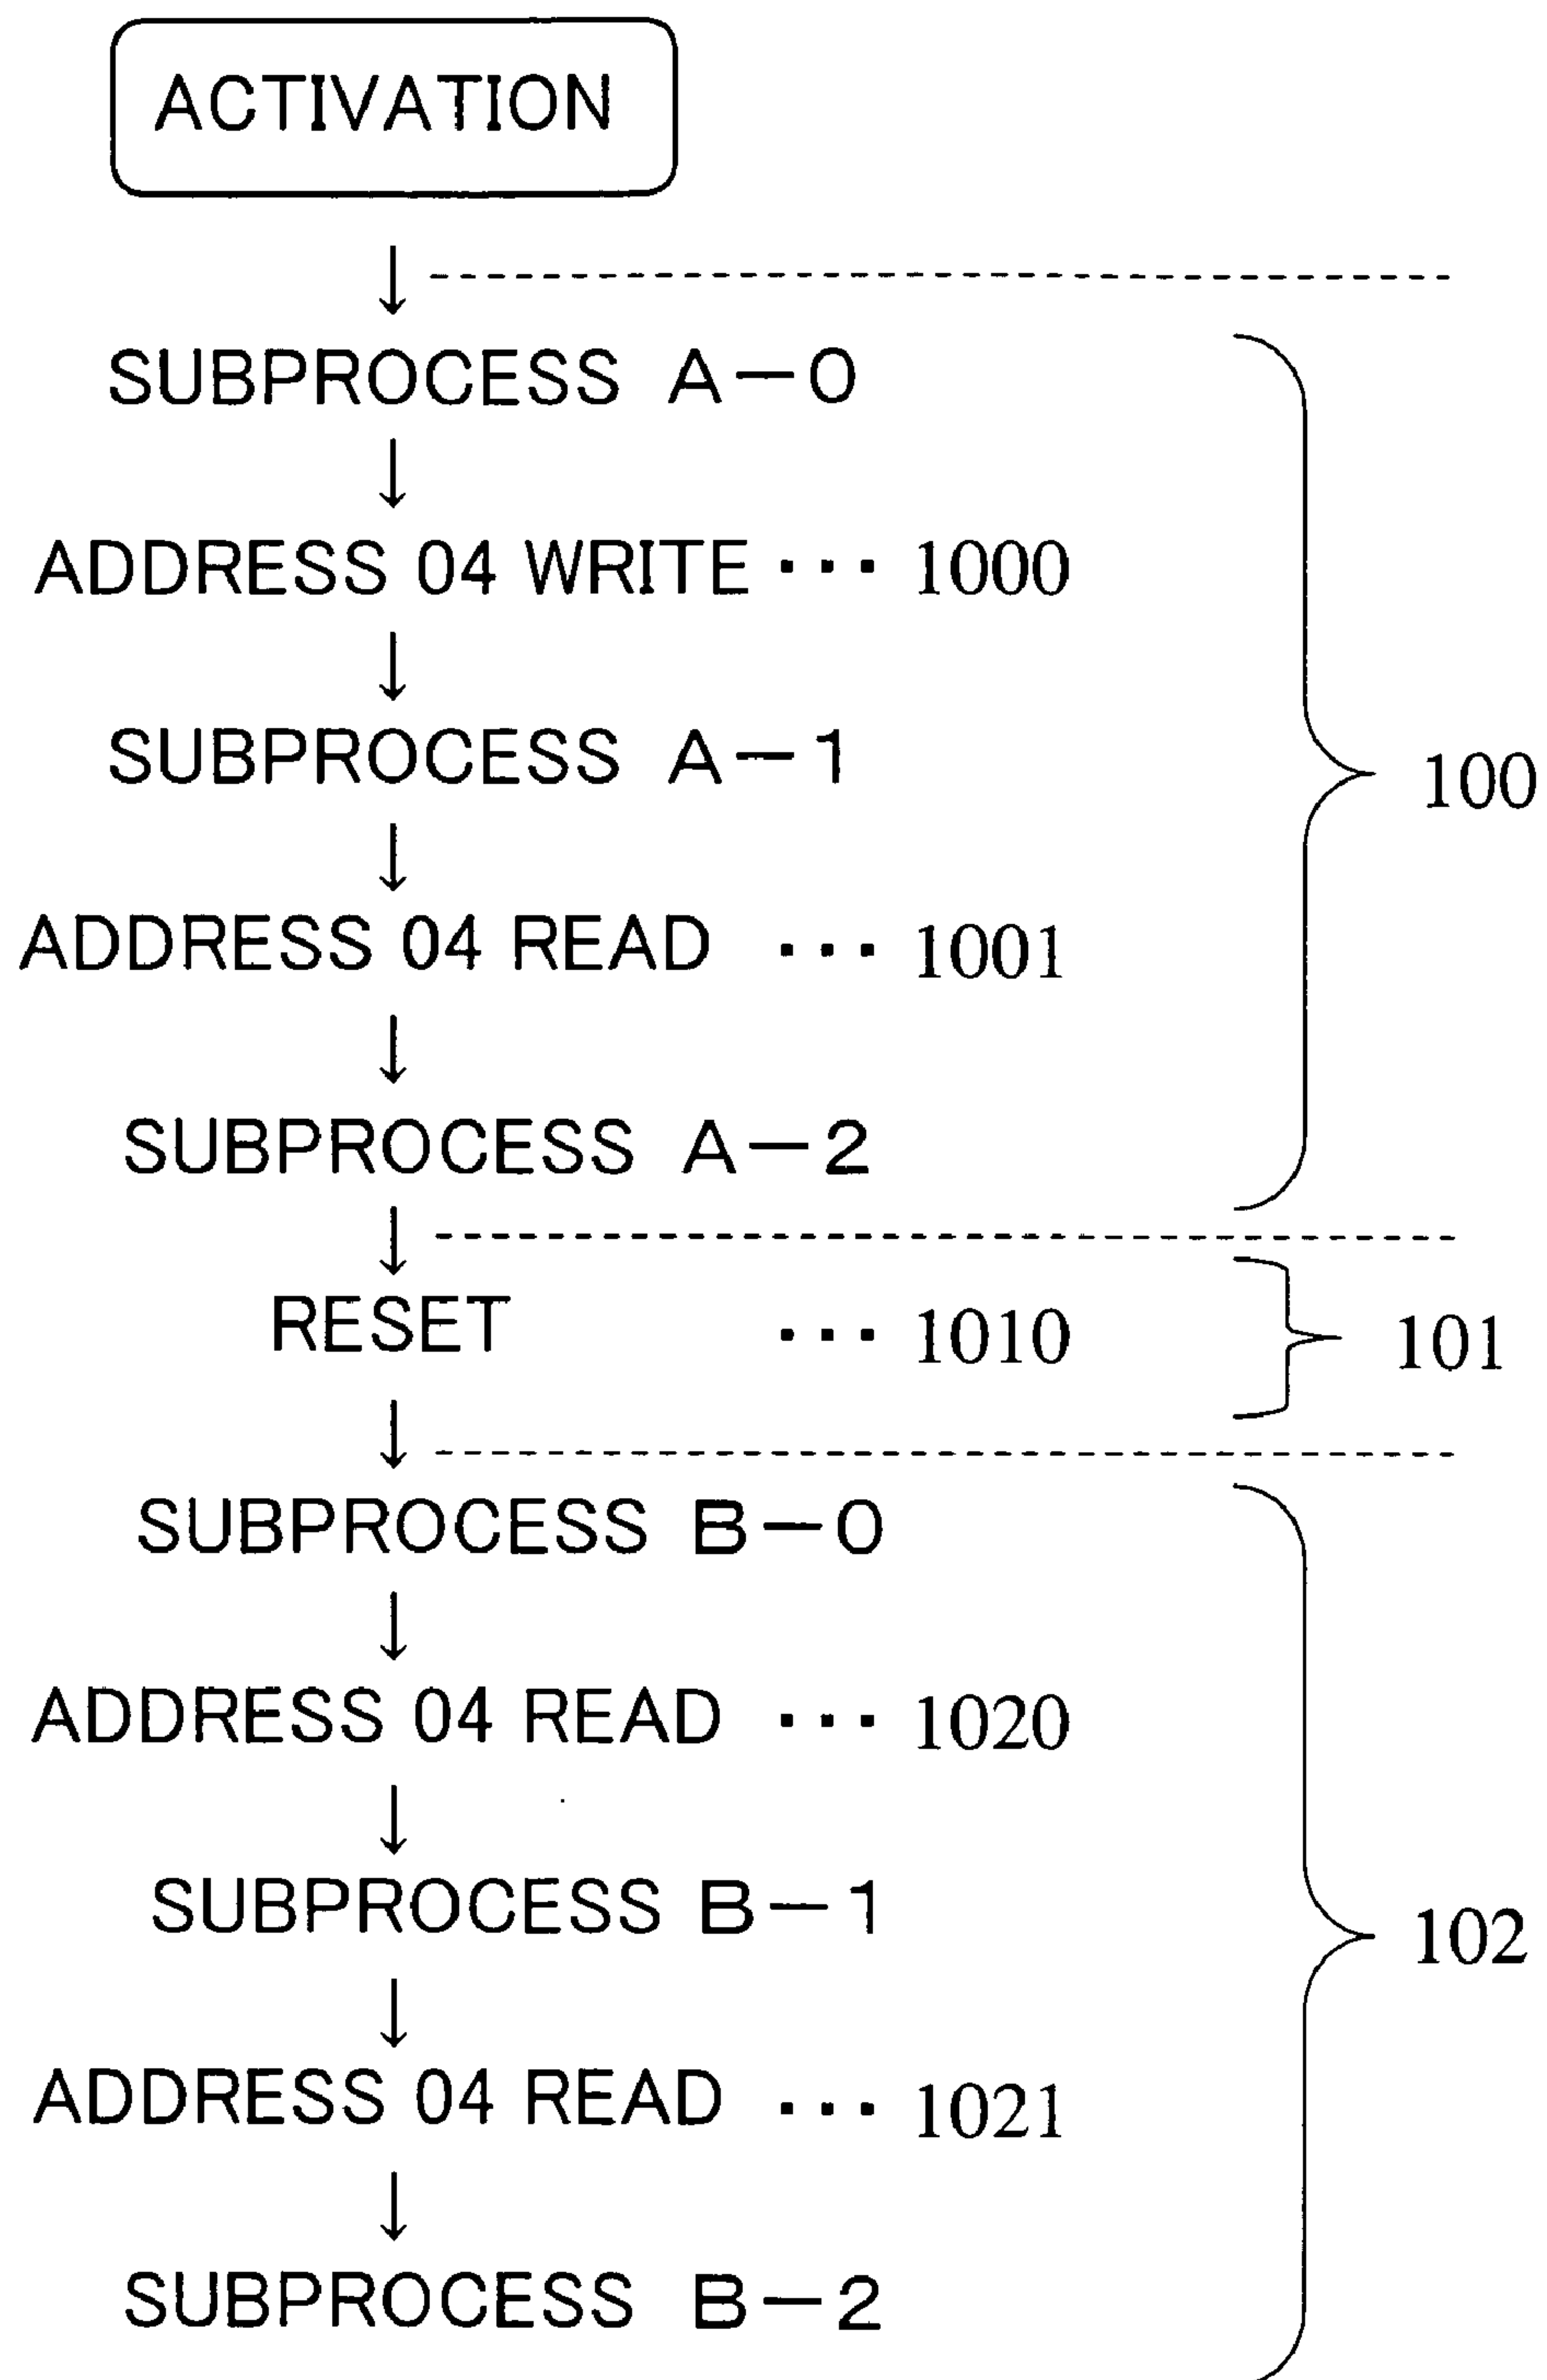 ACTIVATION
SUBPROCESS A-0
ADDRESS 04 WRITE ··· 1000
SUBPROCESS A-1
100
ADDRESS 04 READ ··· 1001
SUBPROCESS A-2
RESET ··· 1010 101
SUBPROCESS B-0
ADDRESS 04 READ ··· 1020
SUBPROCESS B-1
102
ADDRESS 04 READ ··· 1021
SUBPROCESS B-2